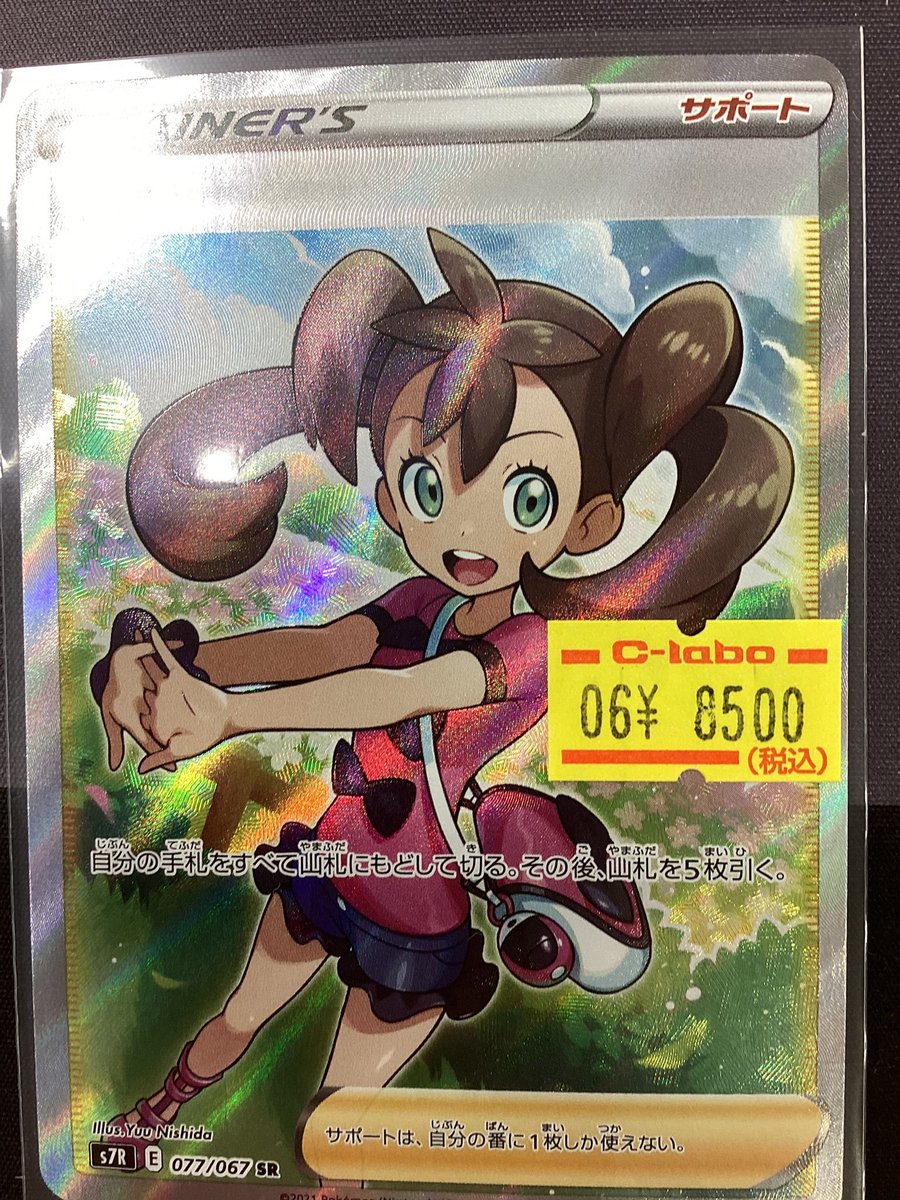 INER'S
サポート
C-labo
06¥ 8500
(税込)
自分の手札をすべて山札にもどして切る。その後、山札を5枚引く。
サポートは、自分の番に1枚しか使えない。
Illus.Yuu Nishida
s7R E 077/067 SR
©2021 Pokémon/Nin